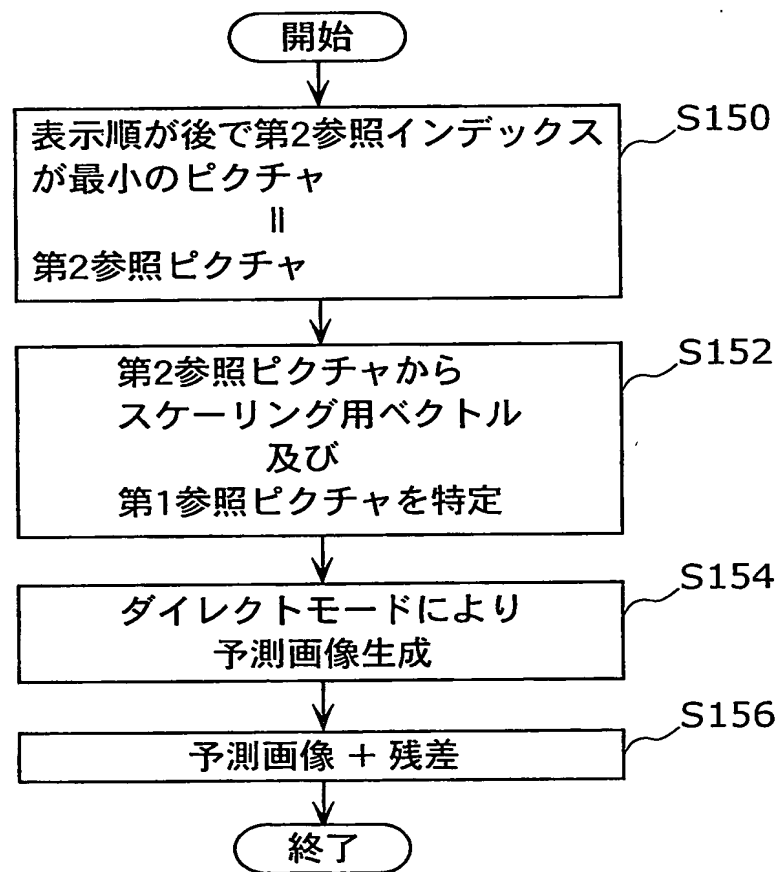 開始
表示順が後で第2参照インデックス
が最小のピクチャ
॥
第2参照ピクチャ
S150
第2参照ピクチャから
スケーリング用ベクトル
及び
第1参照ピクチャを特定
S152
ダイレクトモードにより
予測画像生成
S154
予測画像 + 残差
S156
終了